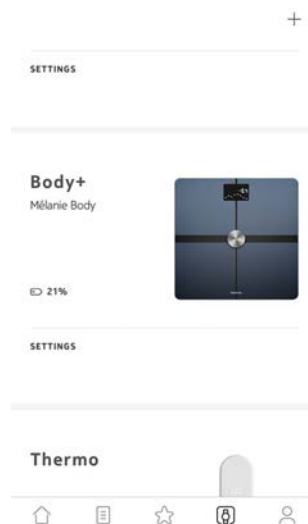 SETTINGS
Body+
Mélanie Body
21%
SETTINGS
Thermo